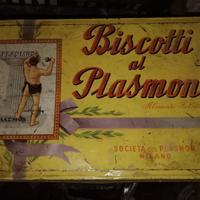 Biscotti
al
Plasmon
SOCIETÀ DEL PLASMON
MILANO